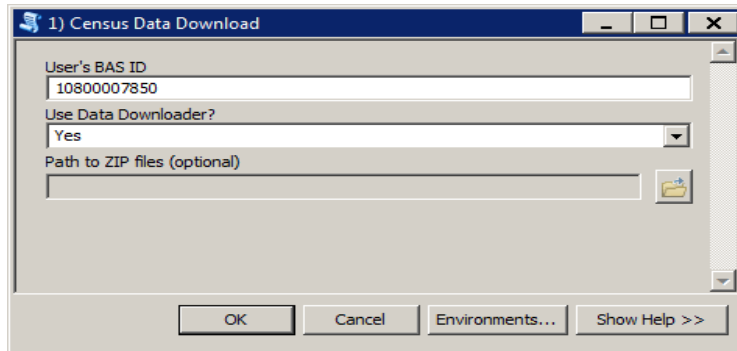 1) Census Data Download
User's BAS ID
10800007850
Use Data Downloader?
Yes
Path to ZIP files (optional)
OK Cancel Environments... Show Help >>